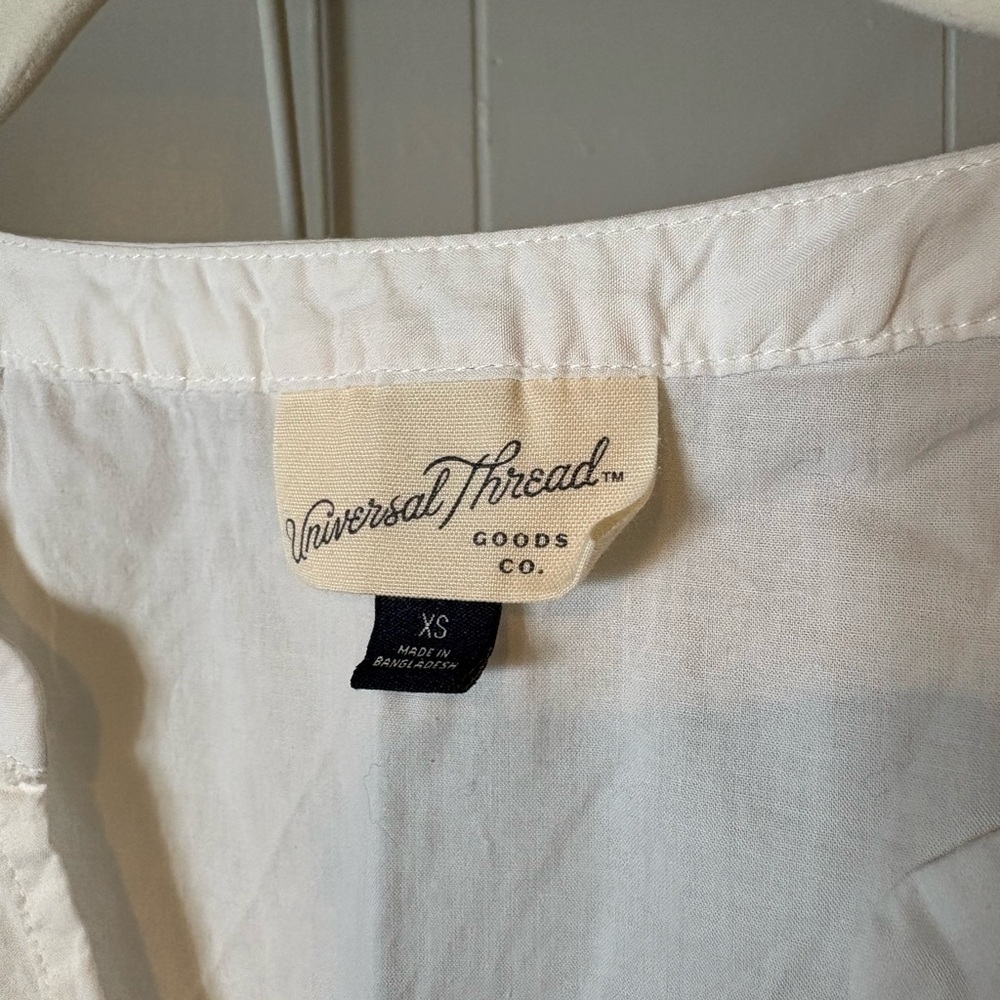 Universal Thread™
GOODS
CO.
XS
MADE IN
BANGLADESH